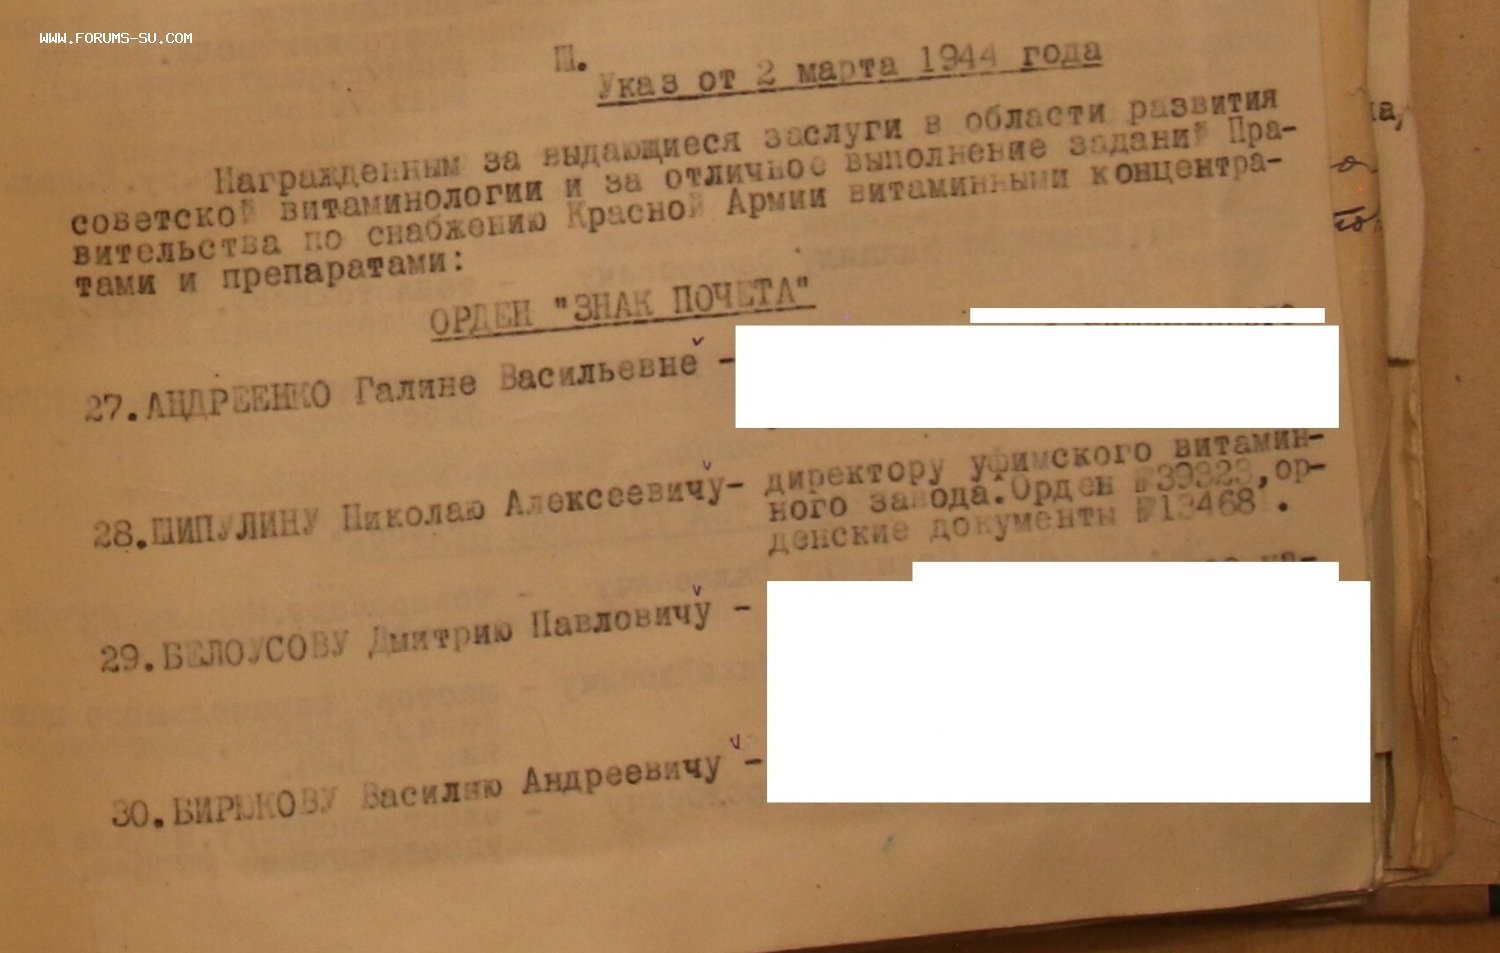 WWW.FORUMS-SU.COM
Ш.
Указ от 2 марта 1944 года
Награжденным за выдающиеся заслуги в области развития
советской витаминологии и за отличное выполнение заданий Пра-
вительства по снабжению Красной Армии витаминными концентра-
тами и препаратами:
ОРДЕН "ЗНАК ПОЧЕТА"
27.АНДРЕЕНКО Галине Васильевне -
28.ШИПУЛИНУ Николаю Алексеевичу- директору уфимского витамин-
ного завода.Орден №39323,ор-
денские документы №13468.
29.БЕЛОУСОВУ Дмитрию Павловичу -
30.БИРЮКОВУ Василию Андреевичу -